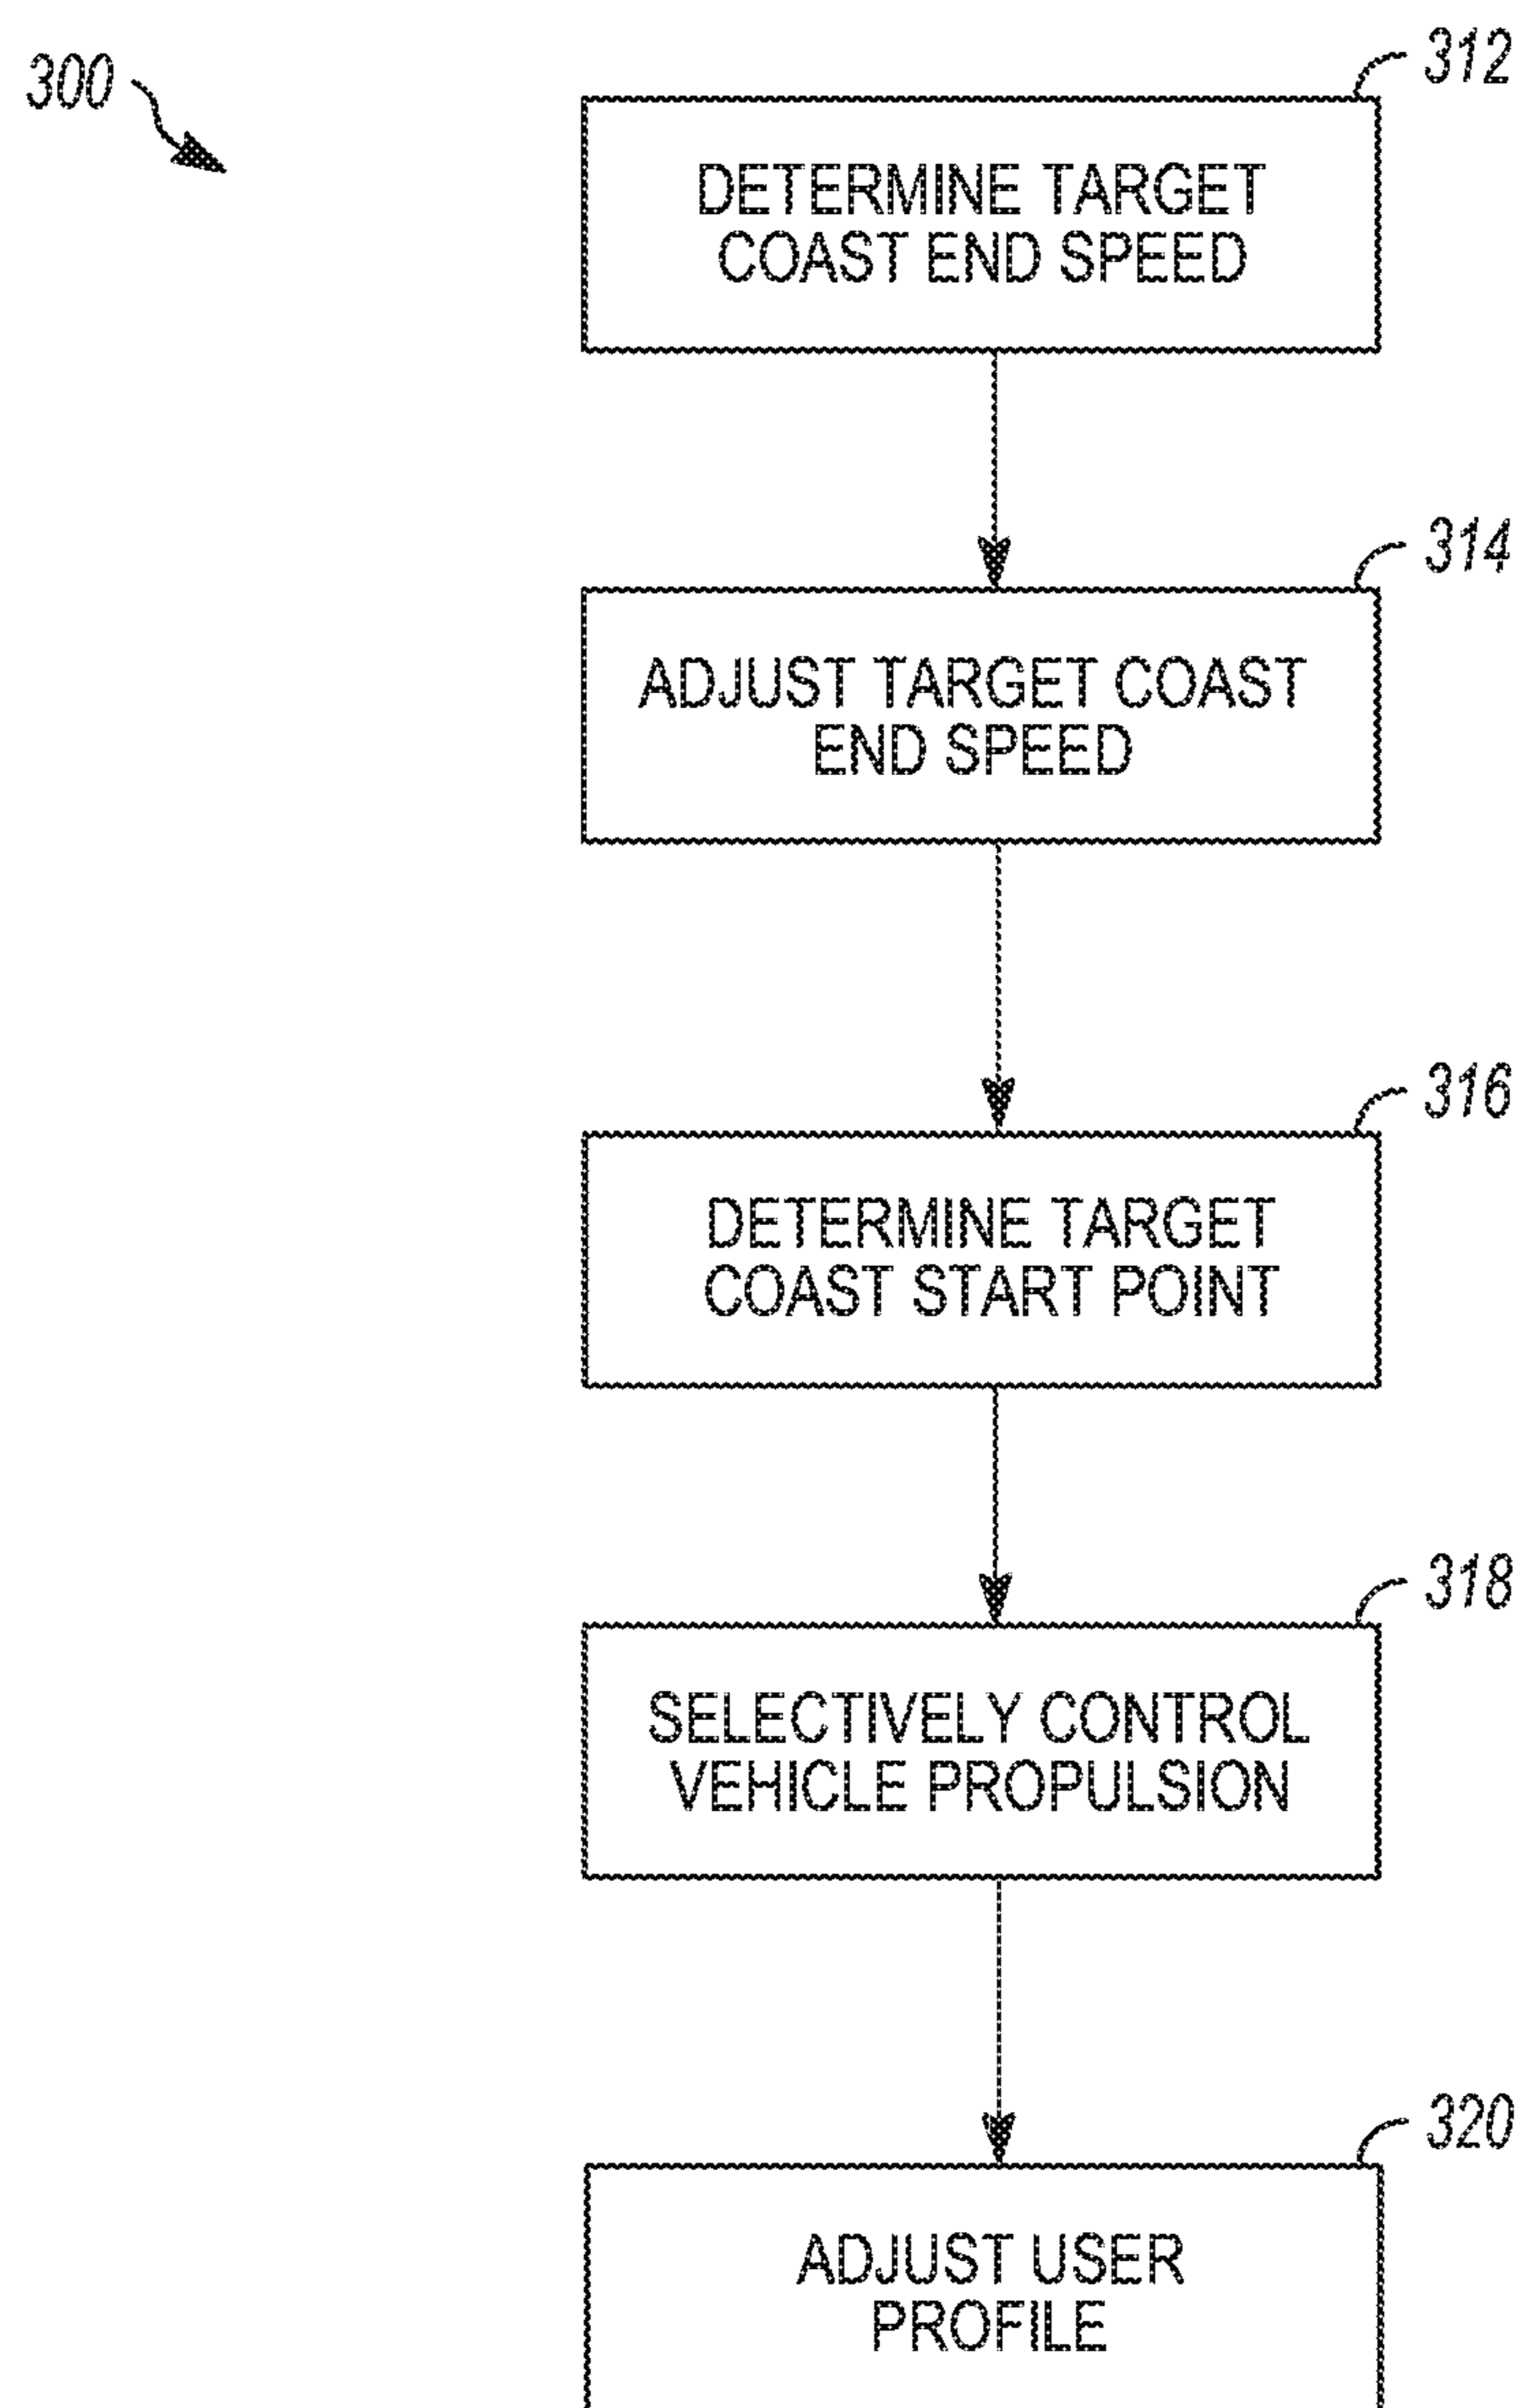 300
312
DETERMINE TARGET
COAST END SPEED
314
ADJUST TARGET COAST
END SPEED
316
DETERMINE TARGET
COAST START POINT
318
SELECTIVELY CONTROL
VEHICLE PROPULSION
320
ADJUST USER
PROFILE